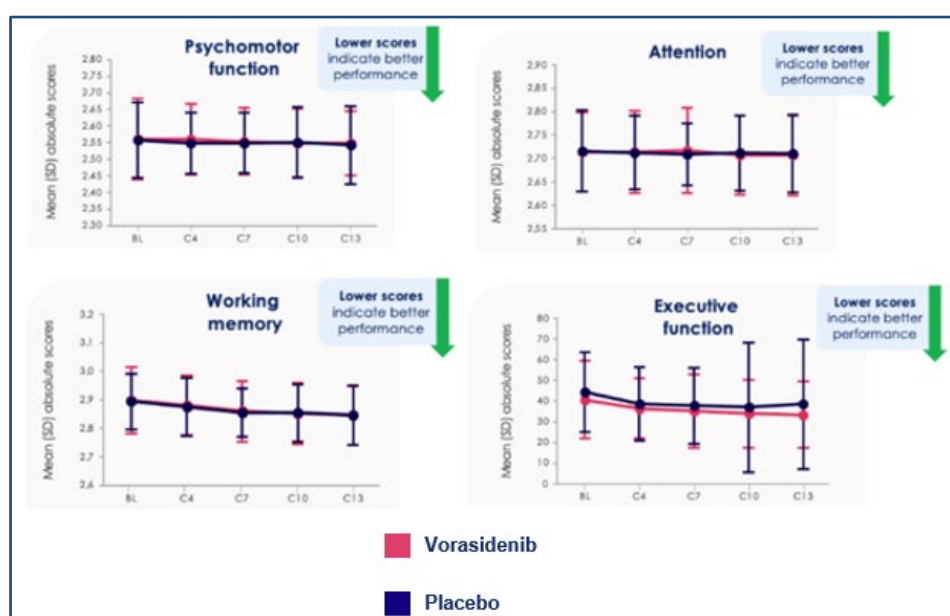 Psychomotor
function
Lower scores
indicate better
performance
Mean (SD) absolute scores
2.80
2.75
2.70
2.65
2.60
2.55
2.50
2.45
2.40
2.35
2.30
BL C4 C7 C10 C13
Attention
Lower scores
indicate better
performance
Mean (SD) absolute scores
2,90
2,85
2,80
2,75
2,70
2,65
2,60
2,55
BL C4 C7 C10 C13
Working
memory
Lower scores
indicate better
performance
Mean (SD) absolute scores
3,2
3,1
3,0
2,9
2,8
2,7
2,6
BL C4 C7 C10 C13
Executive
function
Lower scores
indicate better
performance
Mean (SD) absolute scores
80
70
60
50
40
30
20
10
0
BL C4 C7 C10 C13
Vorasidenib
Placebo